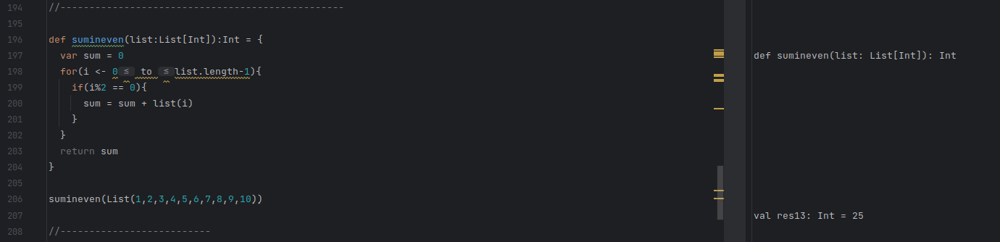 194 //-------------------------------------------------
195
196 def sumineven(list:List[Int]):Int = {
197 var sum = 0
def sumineven(list: List[Int]): Int
198 for(i <- 0 ≤ to ≤ list.length-1){
199 if(i%2 == 0){
200 sum = sum + list(i)
201 }
202 }
203 return sum
204 }
205
206 sumineven(List(1,2,3,4,5,6,7,8,9,10))
207
val res13: Int = 25
208 //--------------------------